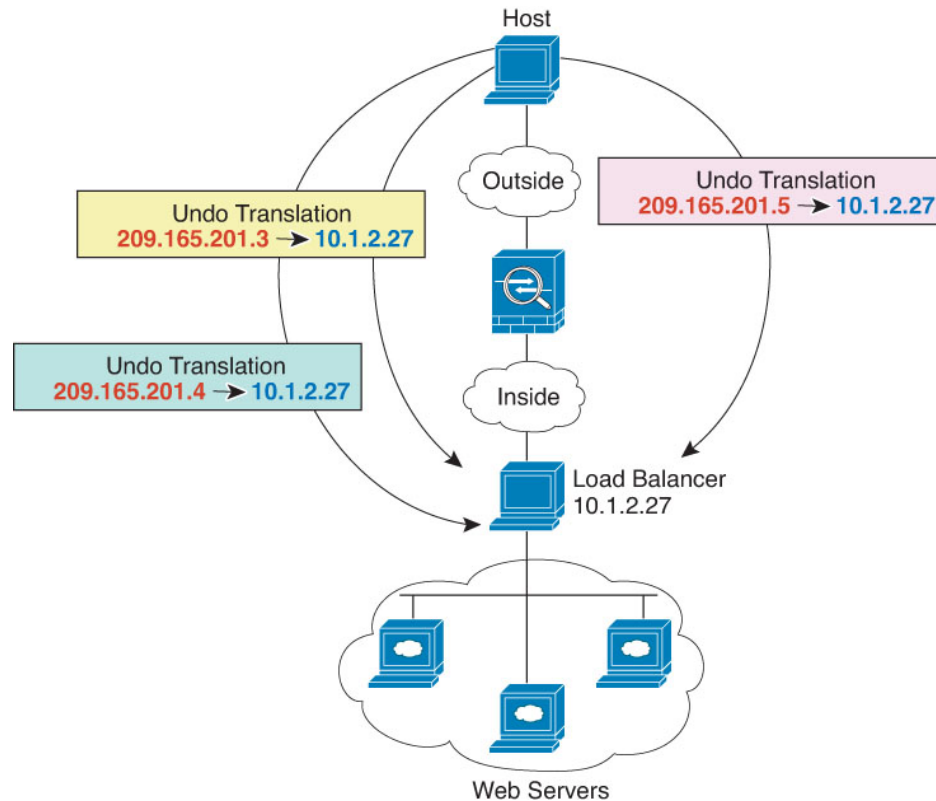 Host
Outside
Undo Translation
209.165.201.5 → 10.1.2.27
Undo Translation
209.165.201.3 → 10.1.2.27
Undo Translation
209.165.201.4 → 10.1.2.27
Inside
Load Balancer
10.1.2.27
Web Servers